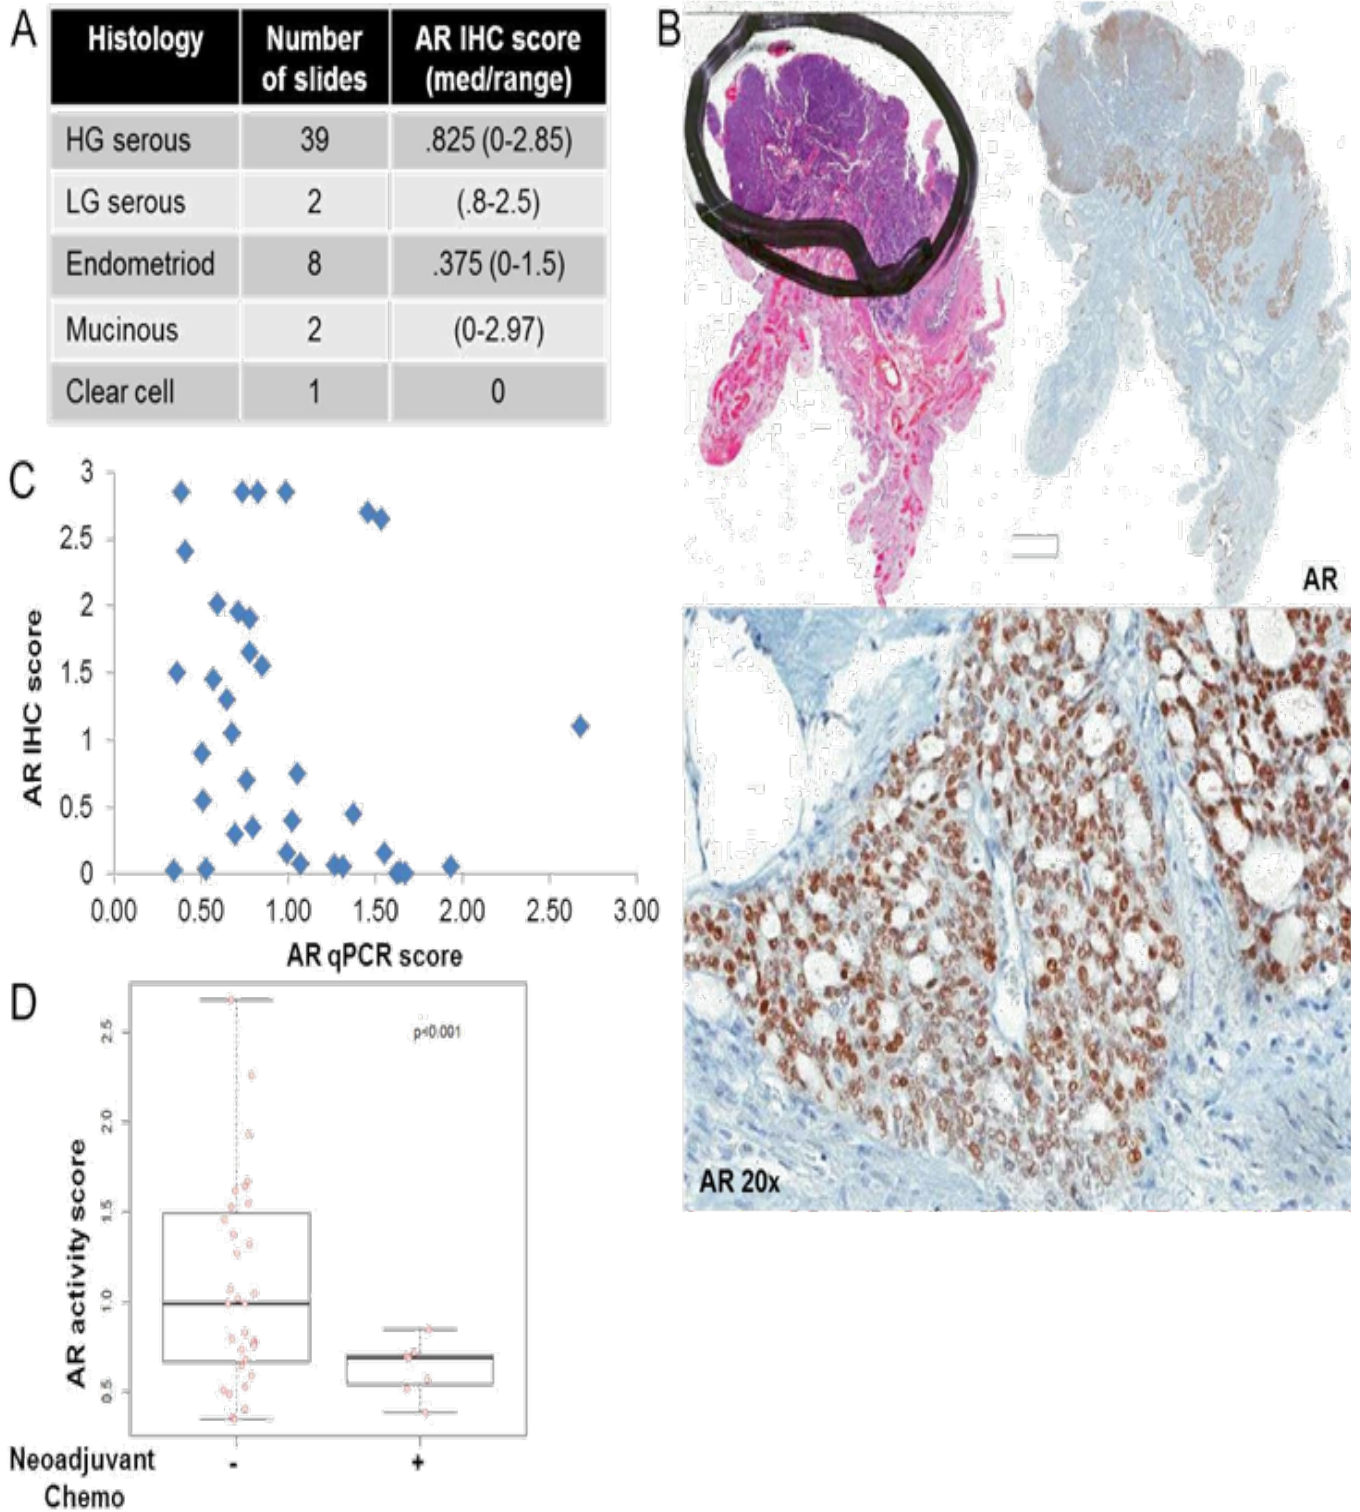 A
Histology Number of slides AR IHC score (med/range)
HG serous 39 .825 (0-2.85)
LG serous 2 (.8-2.5)
Endometriod 8 .375 (0-1.5)
Mucinous 2 (0-2.97)
Clear cell 1 0
B
AR
AR 20x
C
AR IHC score
3
2.5
2
1.5
1
0.5
0
0.00 0.50 1.00 1.50 2.00 2.50 3.00
AR qPCR score
D
p<0.001
AR activity score
2.5
2.0
1.5
1.0
0.5
Neoadjuvant Chemo - +